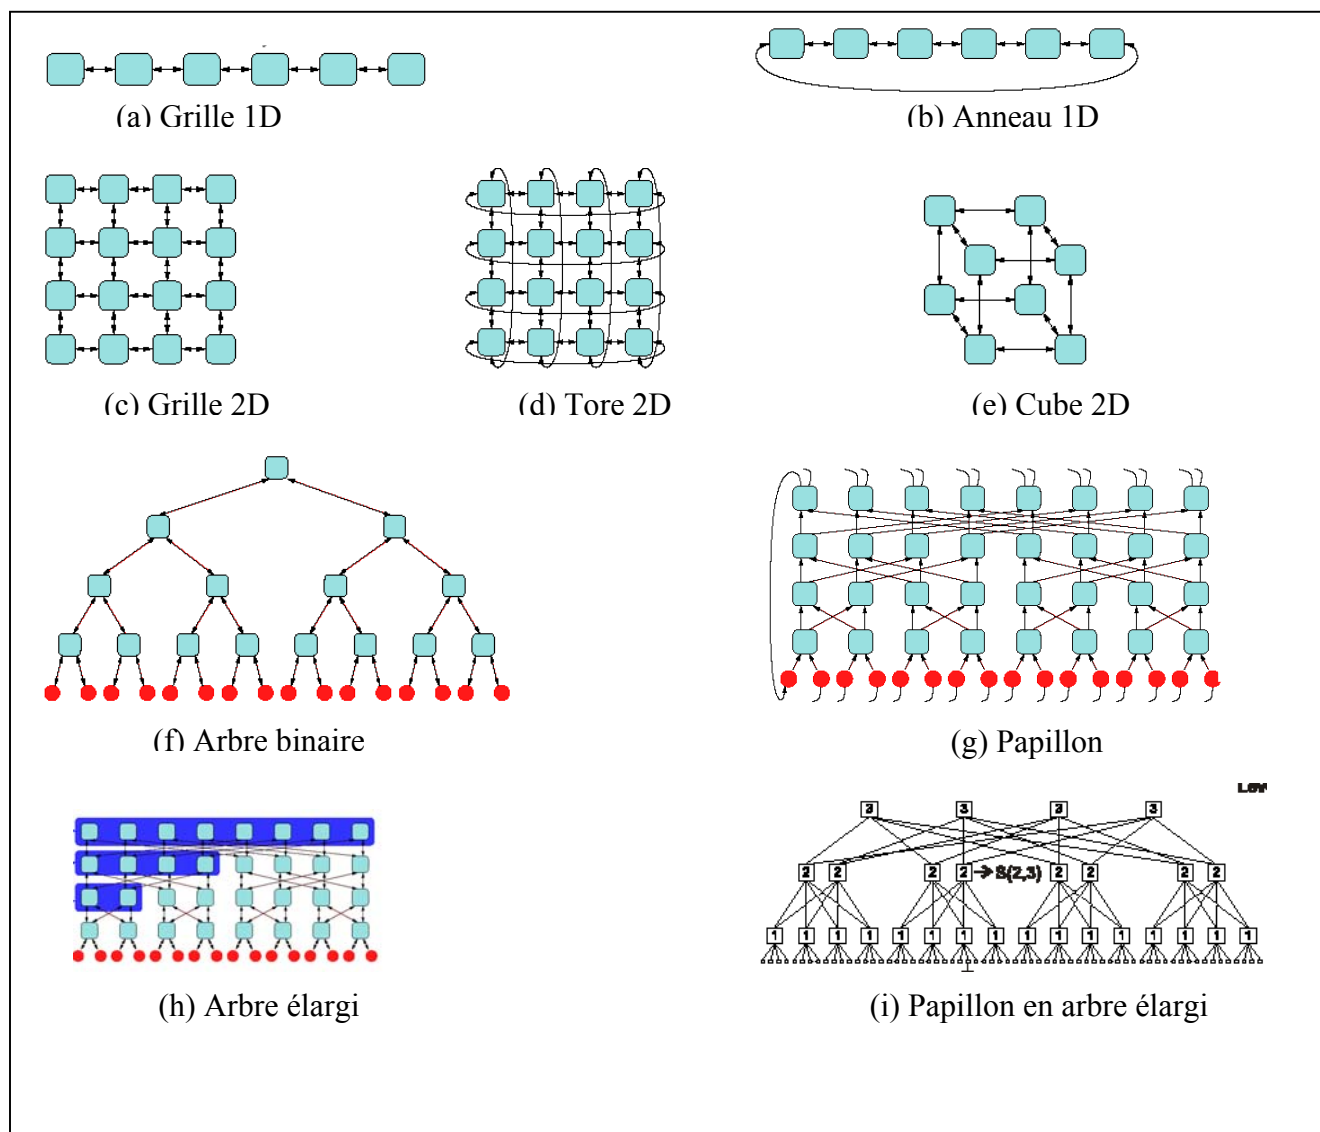 (a) Grille 1D
(b) Anneau 1D
(c) Grille 2D
(d) Tore 2D
(e) Cube 2D
(f) Arbre binaire
(g) Papillon
3 3 3 3
2 2 2 2 → S(2,3) 2 2 2 2
1 1 1 1 1 1 1 1 1 1 1 1 1 1 1 1
(h) Arbre élargi
(i) Papillon en arbre élargi